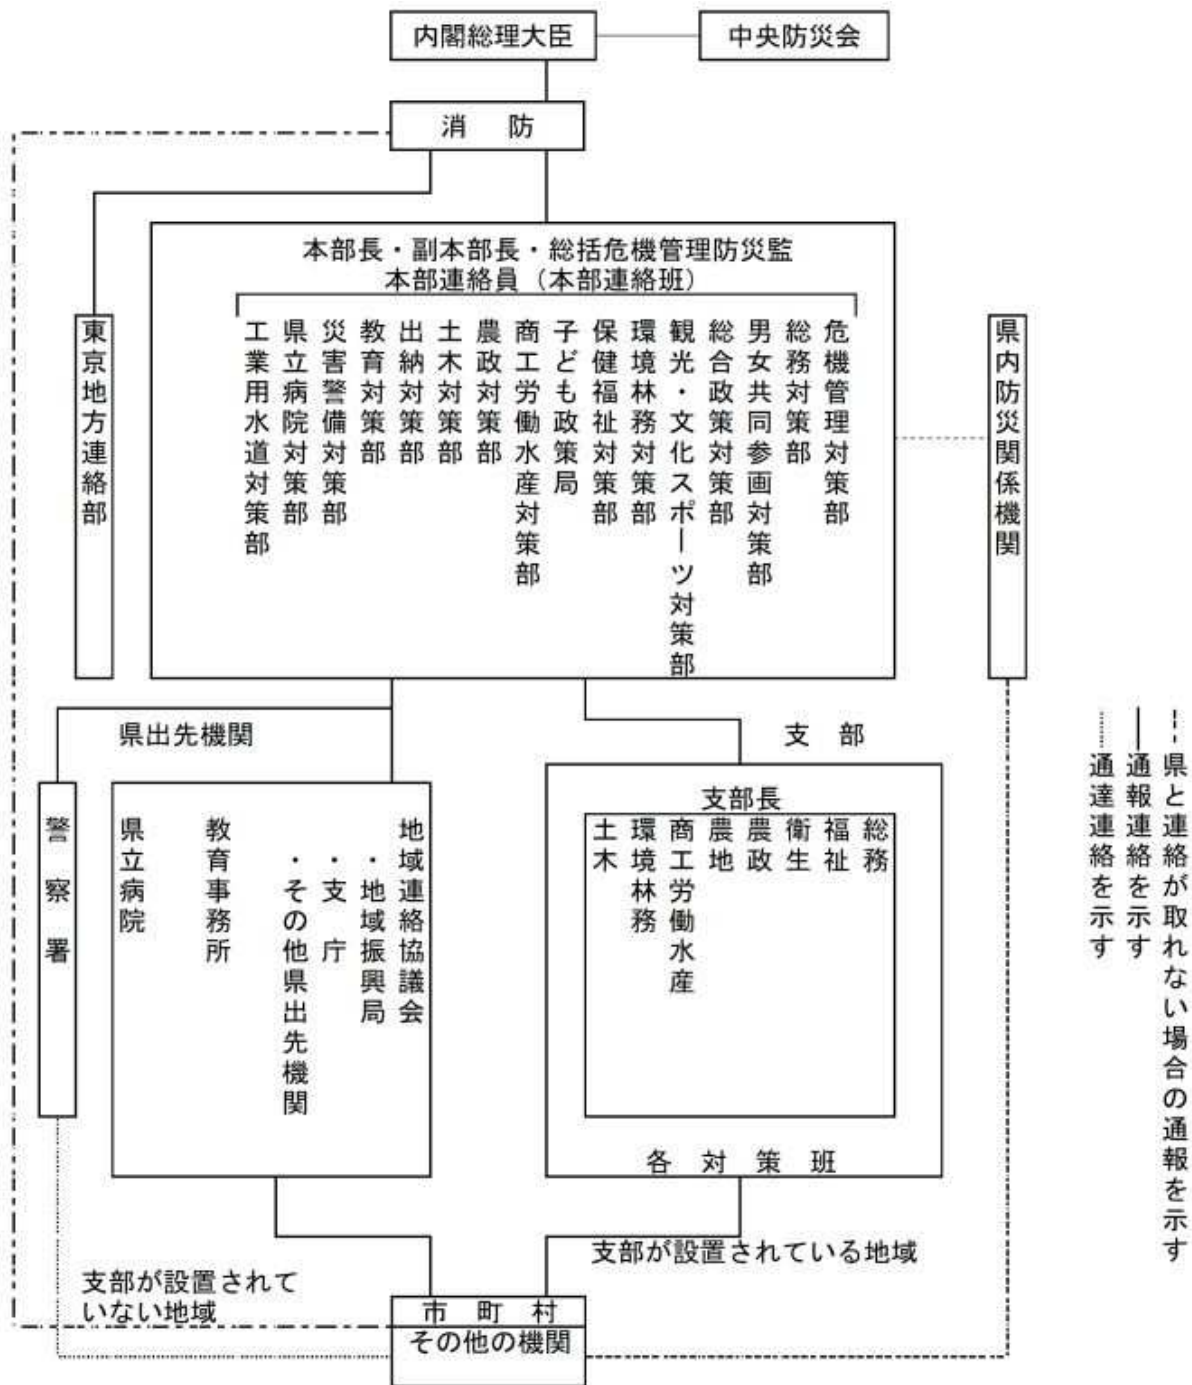 内閣総理大臣
中央防災会
消 防
本部長・副本部長・総括危機管理防災監
本部連絡員（本部連絡班）
危機管理対策部
総務対策部
男女共同参画対策部
総合政策対策部
観光・文化スポーツ対策部
環境林務対策部
保健福祉対策部
子ども政策局
商工労働水産対策部
農政対策部
土木対策部
出納対策部
教育対策部
災害警備対策部
県立病院対策部
工業用水道対策部
東京地方連絡部
県内防災関係機関
県出先機関
支 部
警 察 署
地域連絡協議会
・地域振興局
・支 庁
・その他県出先機関
教育事務所
県立病院
支部長
総務
福祉
衛生
農政
農地
商工労働水産
環境林務
土木
各 対 策 班
支部が設置されている地域
支部が設置されて
いない地域
市 町 村
その他の機関
県と連絡が取れない場合の通報を示す
通報連絡を示す
通達連絡を示す